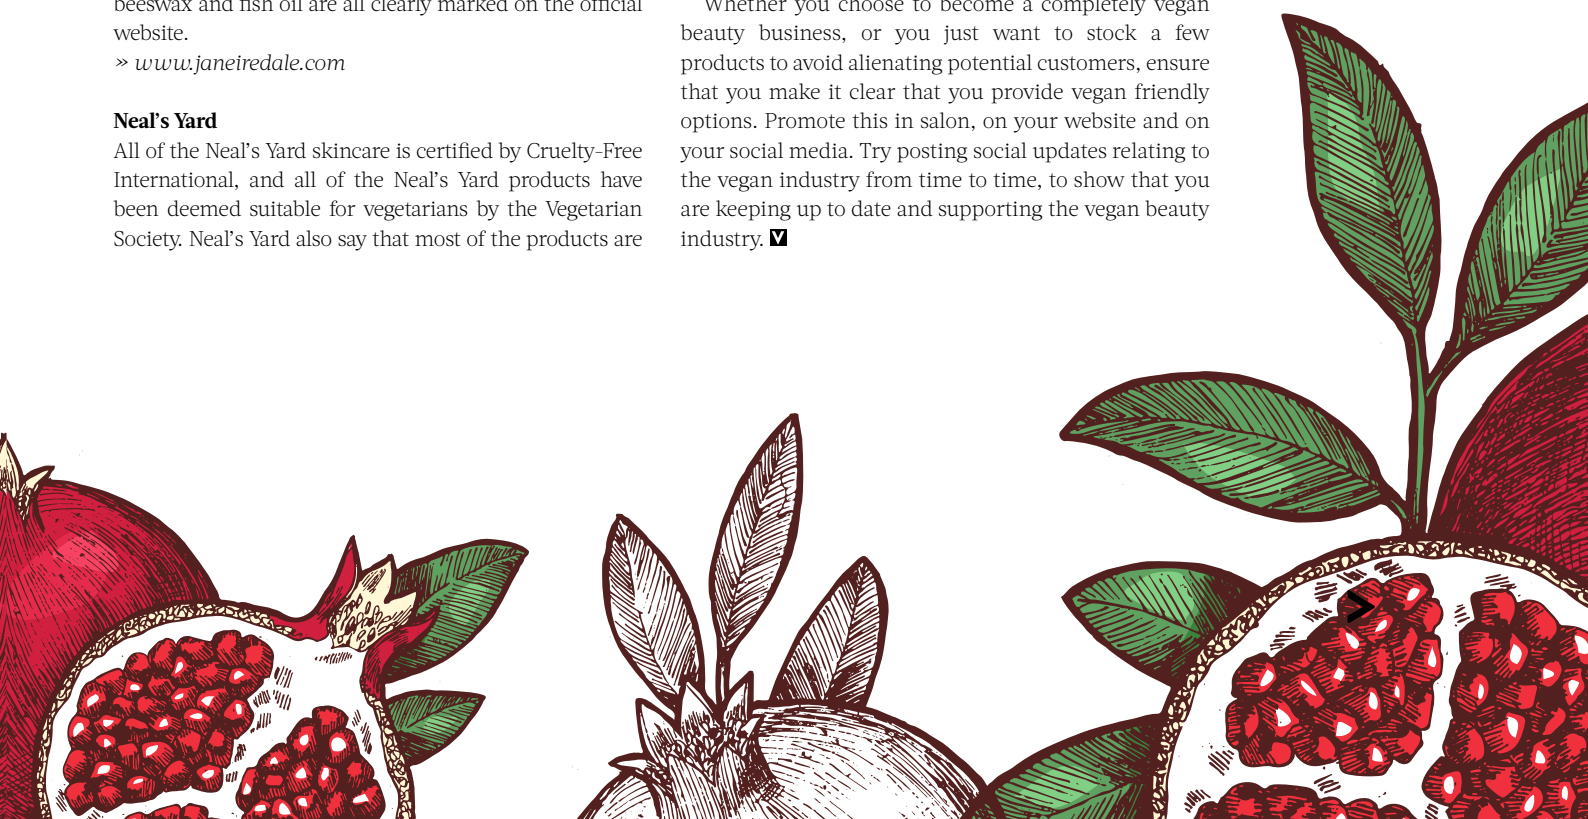 beeswax and fish oil are all clearly marked on the official
website.
» www.janeiredale.com
Neal’s Yard
All of the Neal’s Yard skincare is certified by Cruelty-Free
International, and all of the Neal’s Yard products have
been deemed suitable for vegetarians by the Vegetarian
Society. Neal’s Yard also say that most of the products are
Whether you choose to become a completely vegan
beauty business, or you just want to stock a few
products to avoid alienating potential customers, ensure
that you make it clear that you provide vegan friendly
options. Promote this in salon, on your website and on
your social media. Try posting social updates relating to
the vegan industry from time to time, to show that you
are keeping up to date and supporting the vegan beauty
industry. V
>